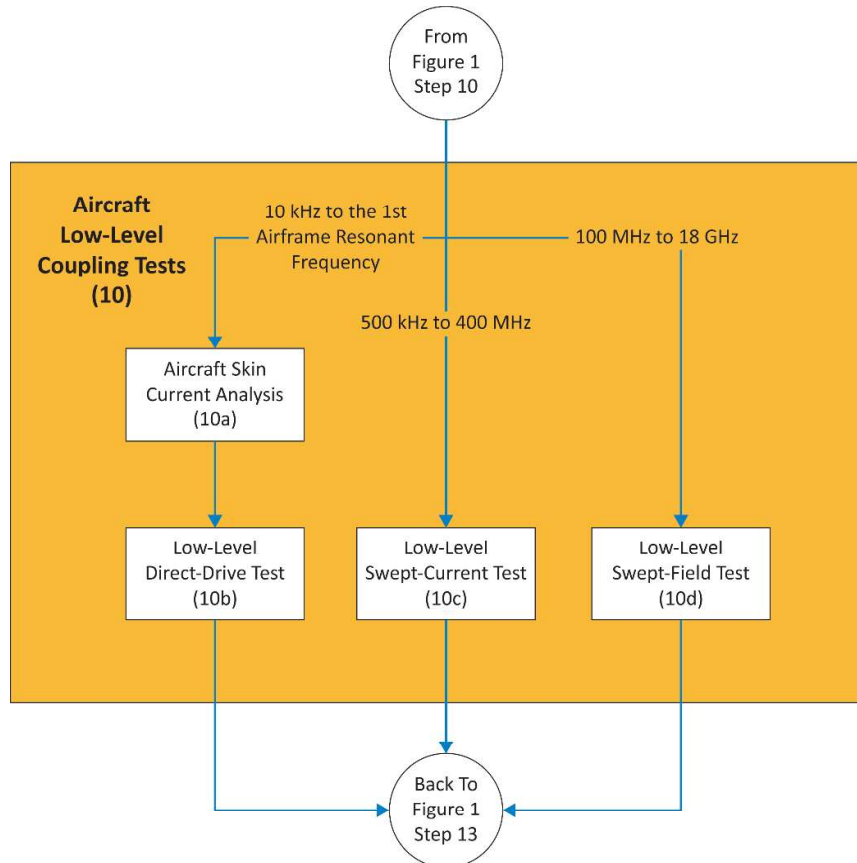 From
Figure 1
Step 10
Aircraft
Low-Level
Coupling Tests
(10)
10 kHz to the 1st
Airframe Resonant
Frequency
100 MHz to 18 GHz
500 kHz to 400 MHz
Aircraft Skin
Current Analysis
(10a)
Low-Level
Direct-Drive Test
(10b)
Low-Level
Swept-Current Test
(10c)
Low-Level
Swept-Field Test
(10d)
Back To
Figure 1
Step 13